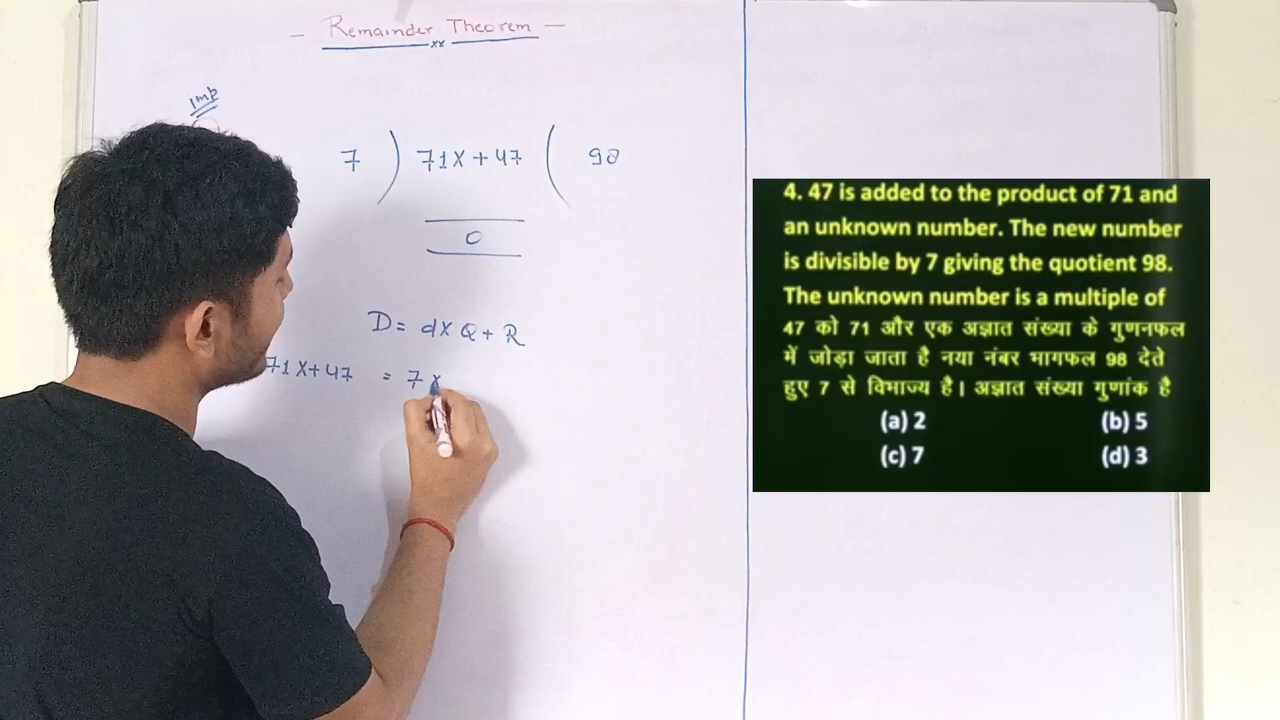 - Remainder Theorem -
xx
imp
7 ) 71x + 47 ( 98
0
D = d x Q + R
71x + 47 = 7 x
4. 47 is added to the product of 71 and
an unknown number. The new number
is divisible by 7 giving the quotient 98.
The unknown number is a multiple of
47 को 71 और एक अज्ञात संख्या के गुणनफल
में जोड़ा जाता है नया नंबर भागफल 98 देते
हुए 7 से विभाज्य है। अज्ञात संख्या गुणांक है
(a) 2 (b) 5
(c) 7 (d) 3